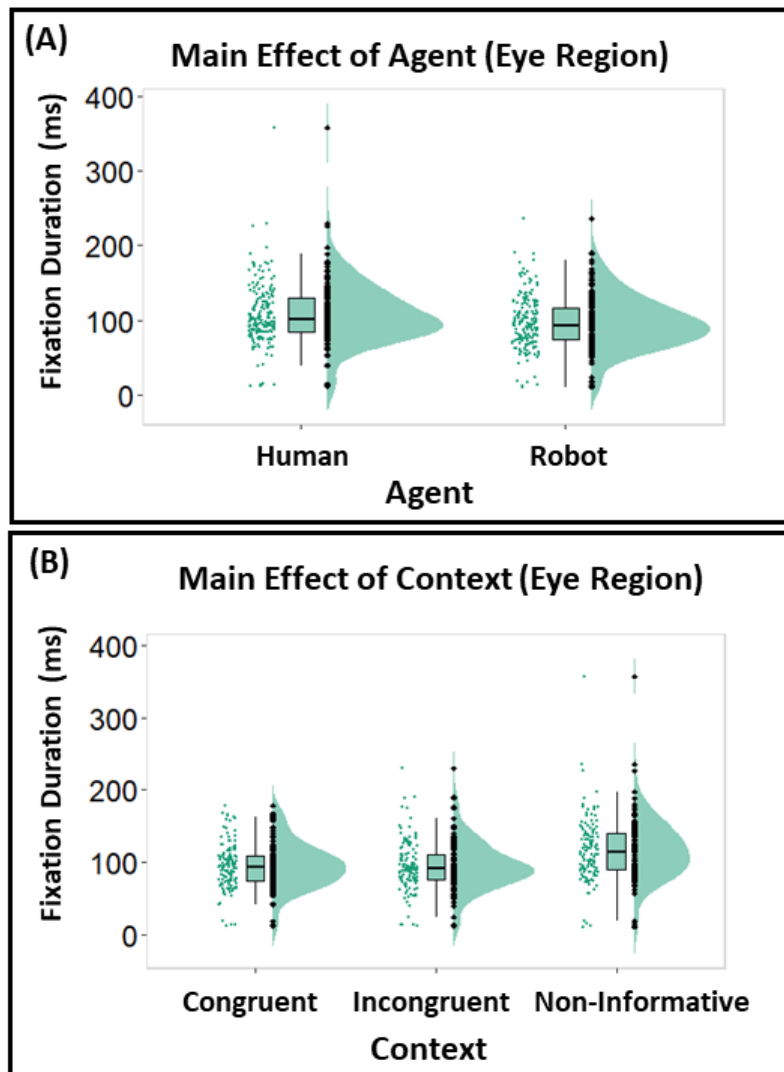 (A)
Main Effect of Agent (Eye Region)
Fixation Duration (ms)
400
300
200
100
0
Human Robot
Agent
(B)
Main Effect of Context (Eye Region)
Fixation Duration (ms)
400
300
200
100
0
Congruent Incongruent Non-Informative
Context